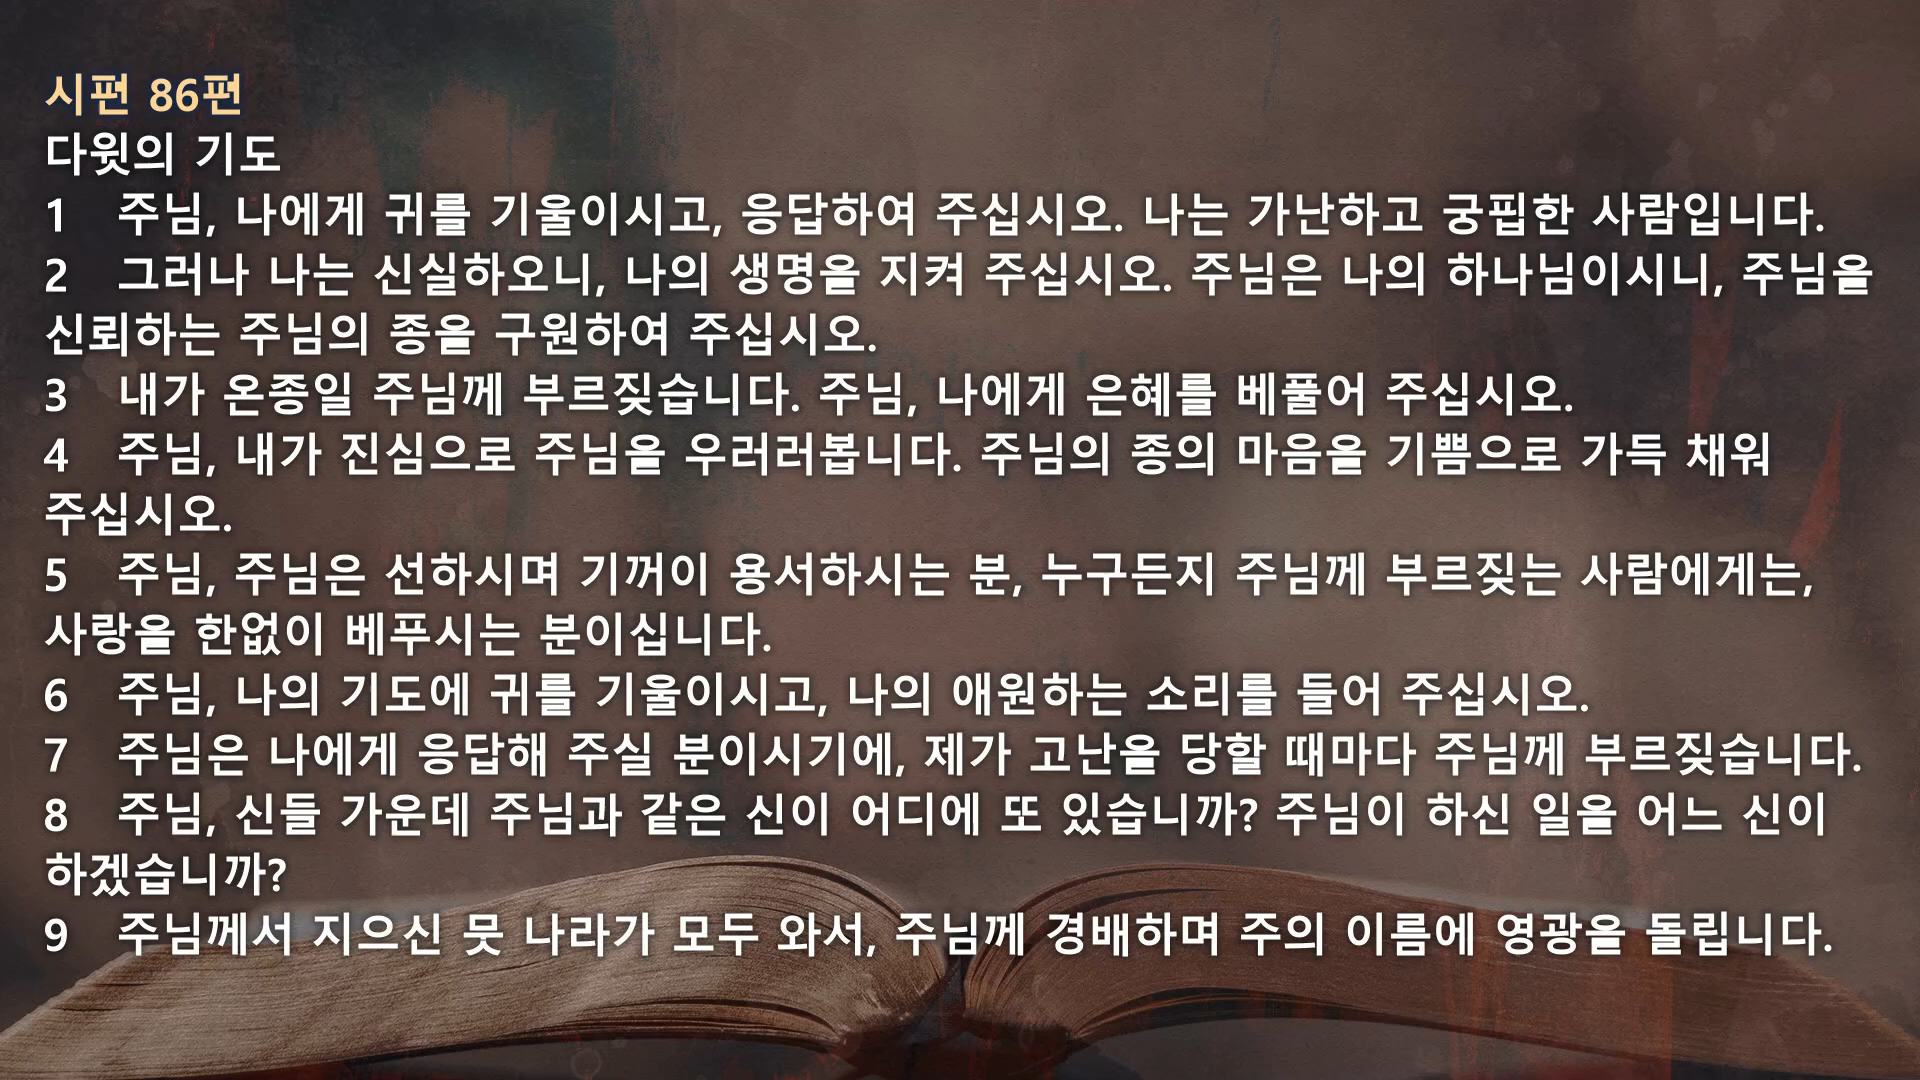 시편 86편
다윗의 기도
1 주님, 나에게 귀를 기울이시고, 응답하여 주십시오. 나는 가난하고 궁핍한 사람입니다.
2 그러나 나는 신실하오니, 나의 생명을 지켜 주십시오. 주님은 나의 하나님이시니, 주님을
신뢰하는 주님의 종을 구원하여 주십시오.
3 내가 온종일 주님께 부르짖습니다. 주님, 나에게 은혜를 베풀어 주십시오.
4 주님, 내가 진심으로 주님을 우러러봅니다. 주님의 종의 마음을 기쁨으로 가득 채워
주십시오.
5 주님, 주님은 선하시며 기꺼이 용서하시는 분, 누구든지 주님께 부르짖는 사람에게는,
사랑을 한없이 베푸시는 분이십니다.
6 주님, 나의 기도에 귀를 기울이시고, 나의 애원하는 소리를 들어 주십시오.
7 주님은 나에게 응답해 주실 분이시기에, 제가 고난을 당할 때마다 주님께 부르짖습니다.
8 주님, 신들 가운데 주님과 같은 신이 어디에 또 있습니까? 주님이 하신 일을 어느 신이
하겠습니까?
9 주님께서 지으신 뭇 나라가 모두 와서, 주님께 경배하며 주의 이름에 영광을 돌립니다.